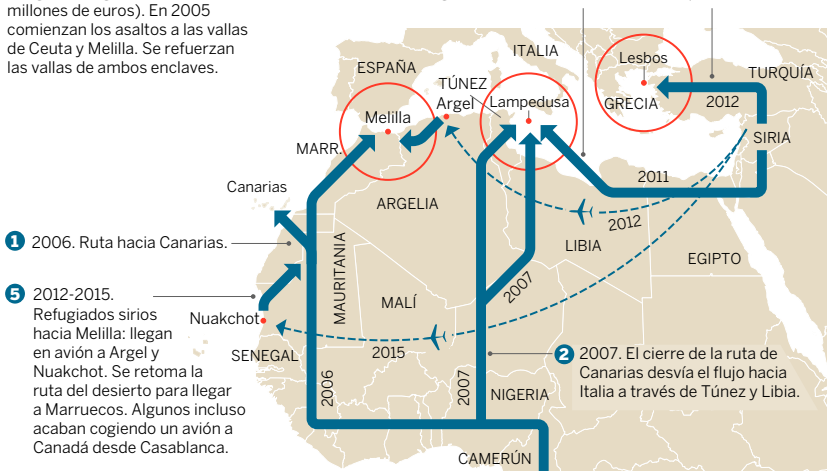 millones de euros). En 2005
comienzan los asaltos a las vallas
de Ceuta y Melilla. Se refuerzan
las vallas de ambos enclaves.
ITALIA
ESPAÑA
Lesbos
TURQUÍA
TÚNEZ
Argel
Lampedusa
GRECIA
2012
Melilla
SIRIA
MARR.
2011
Canarias
ARGELIA
2012
LIBIA
EGIPTO
1 2006. Ruta hacia Canarias.
MAURITANIA
MALÍ
2007
5 2012-2015.
Refugiados sirios
hacia Melilla: llegan
en avión a Argel y
Nuakchot. Se retoma la
ruta del desierto para llegar
a Marruecos. Algunos incluso
acaban cogiendo un avión a
Canadá desde Casablanca.
Nuakchot
SENEGAL
2015
2006
2007
2 2007. El cierre de la ruta de
Canarias desvía el flujo hacia
Italia a través de Túnez y Libia.
NIGERIA
CAMERÚN